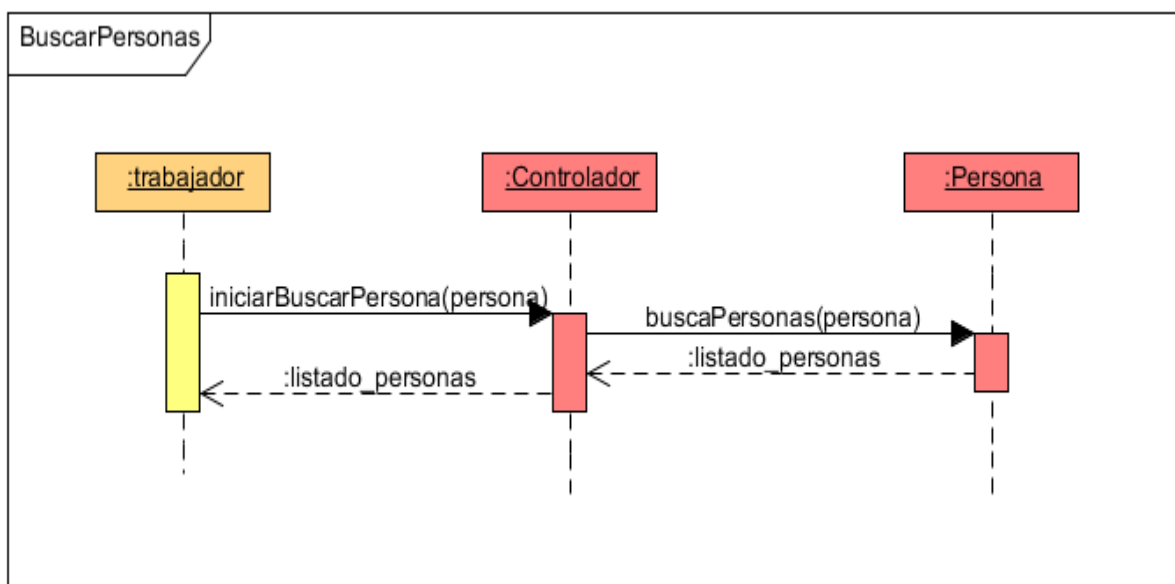 BuscarPersonas
:trabajador
:Controlador
:Persona
iniciarBuscarPersona(persona)
buscaPersonas(persona)
:listado_personas
:listado_personas